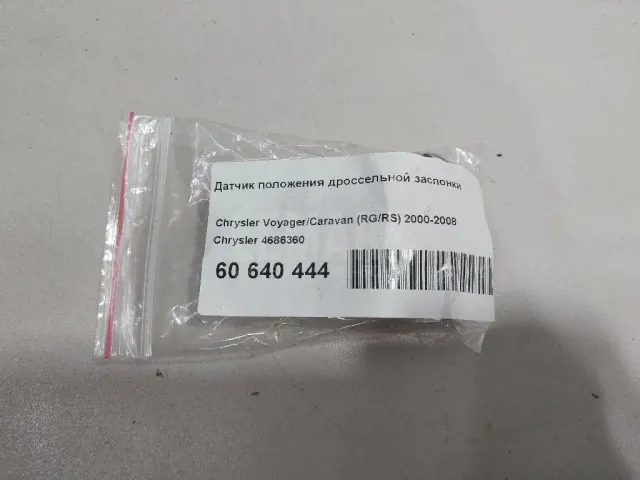 Датчик положения дроссельной заслонки
Chrysler Voyager/Caravan (RG/RS) 2000-2008
Chrysler 4686360
60 640 444